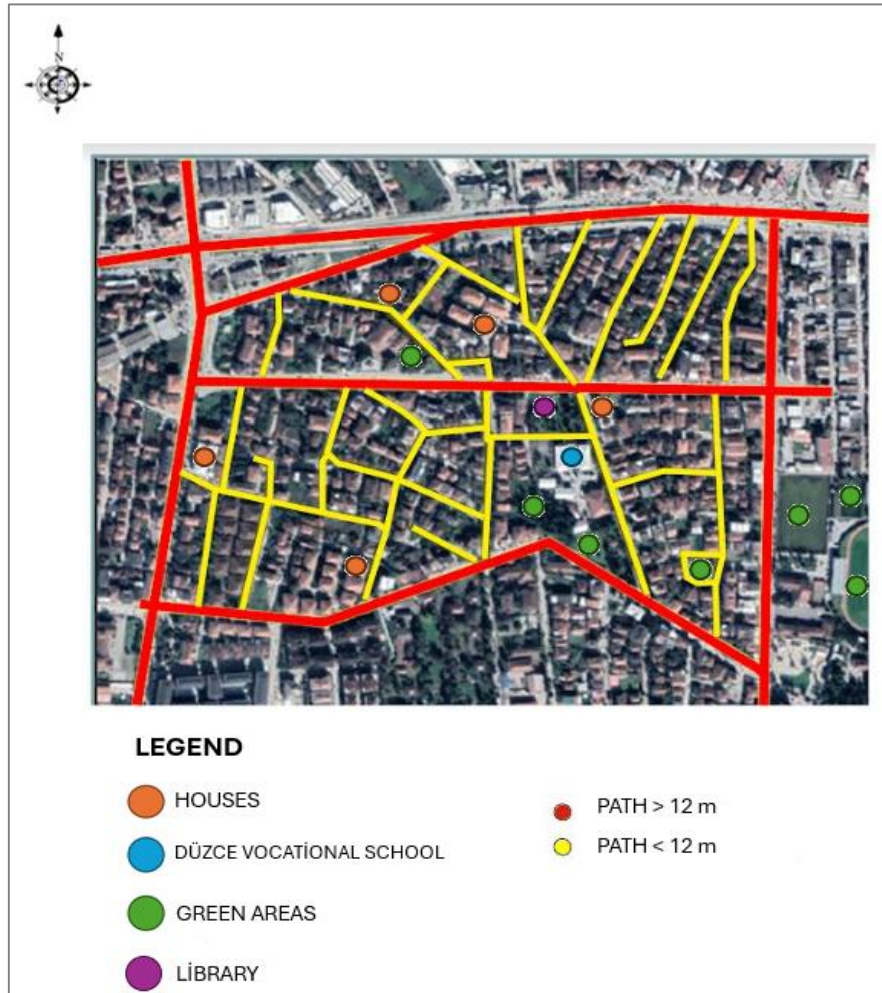 N
LEGEND
HOUSES
DÜZCE VOCATİONAL SCHOOL
GREEN AREAS
LİBRARY
PATH > 12 m
PATH < 12 m